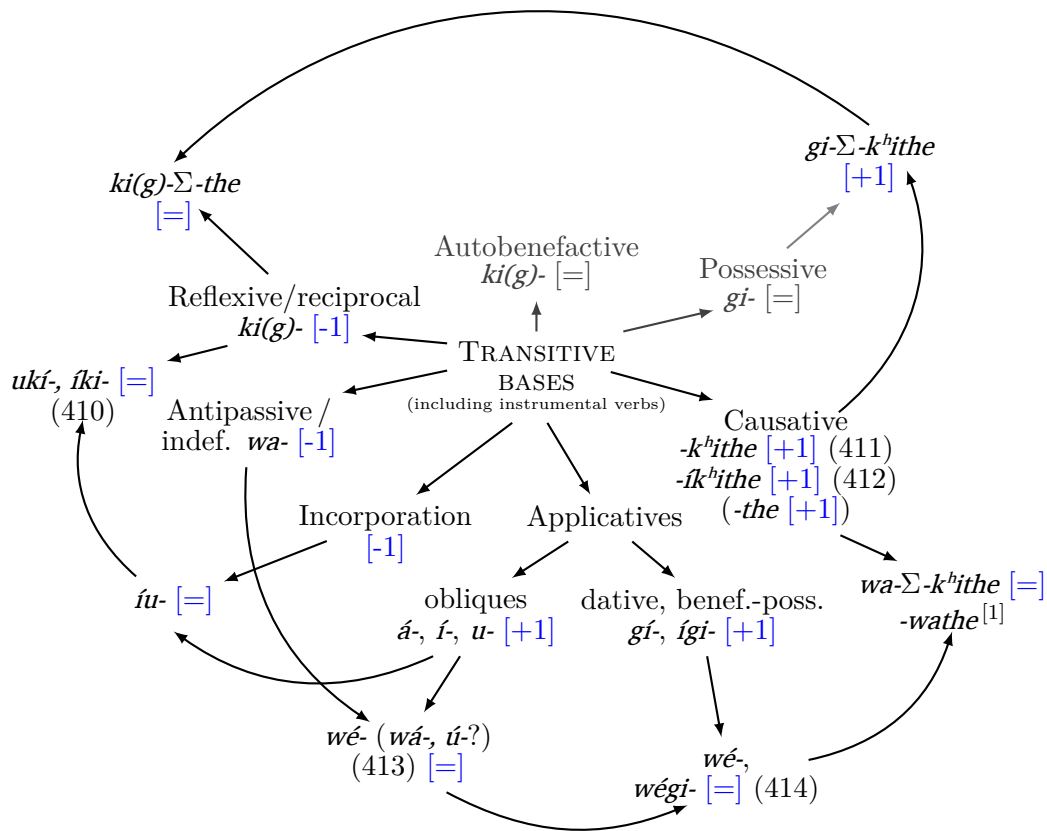 gi-Σ-kʰithe
[+1]
ki(g)-Σ-the
[=]
Autobenefactive
ki(g)- [=]
Possessive
gi- [=]
Reflexive/reciprocal
ki(g)- [-1]
TRANSITIVE
BASES
(including instrumental verbs)
ukí-, íki- [=]
(410)
Antipassive/
indef. wa- [-1]
Causative
-kʰithe [+1] (411)
-íkʰithe [+1] (412)
(-the [+1])
Incorporation
[-1]
Applicatives
íu- [=]
obliques
á-, í-, u- [+1]
dative, benef.-poss.
gí-, ígi- [+1]
wa-Σ-kʰithe [=]
-wathe[1]
wé- (wá-, ú-?)
(413) [=]
wé-,
wégi- [=] (414)